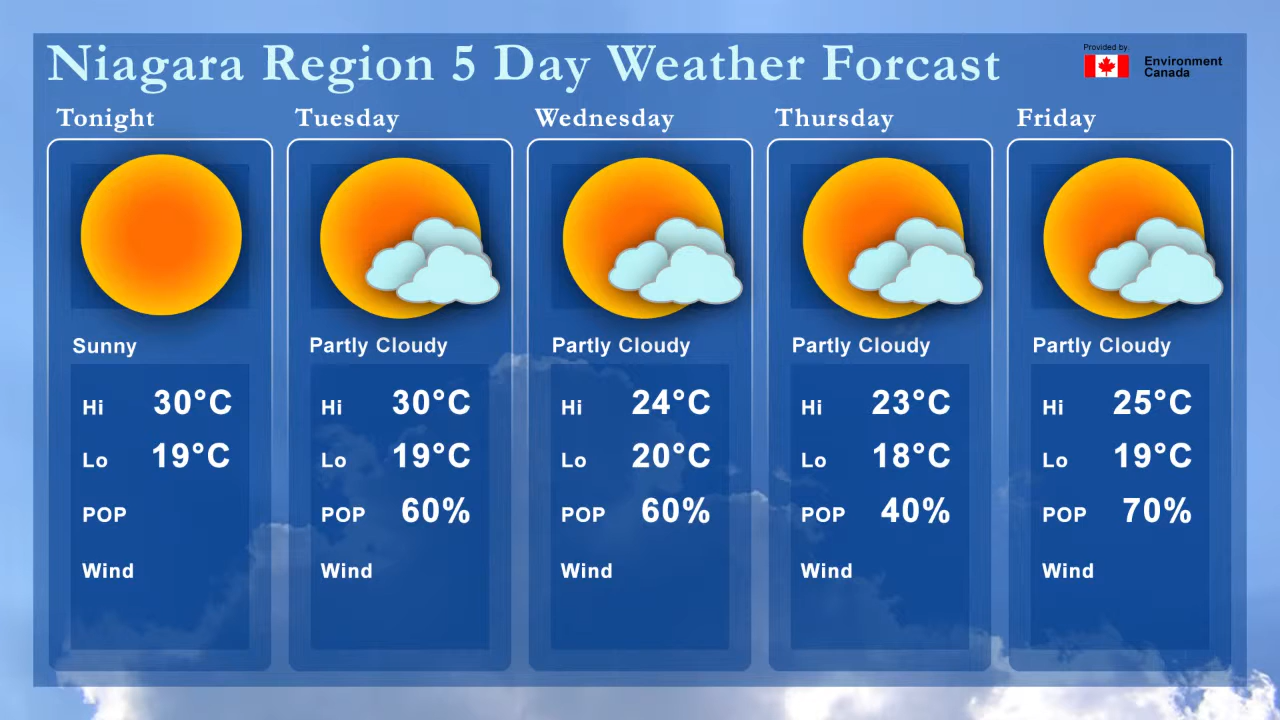 Niagara Region 5 Day Weather Forcast
Provided by.
Environment
Canada
Tonight
Sunny
Hi 30°C
Lo 19°C
POP
Wind
Tuesday
Partly Cloudy
Hi 30°C
Lo 19°C
POP 60%
Wind
Wednesday
Partly Cloudy
Hi 24°C
Lo 20°C
POP 60%
Wind
Thursday
Partly Cloudy
Hi 23°C
Lo 18°C
POP 40%
Wind
Friday
Partly Cloudy
Hi 25°C
Lo 19°C
POP 70%
Wind